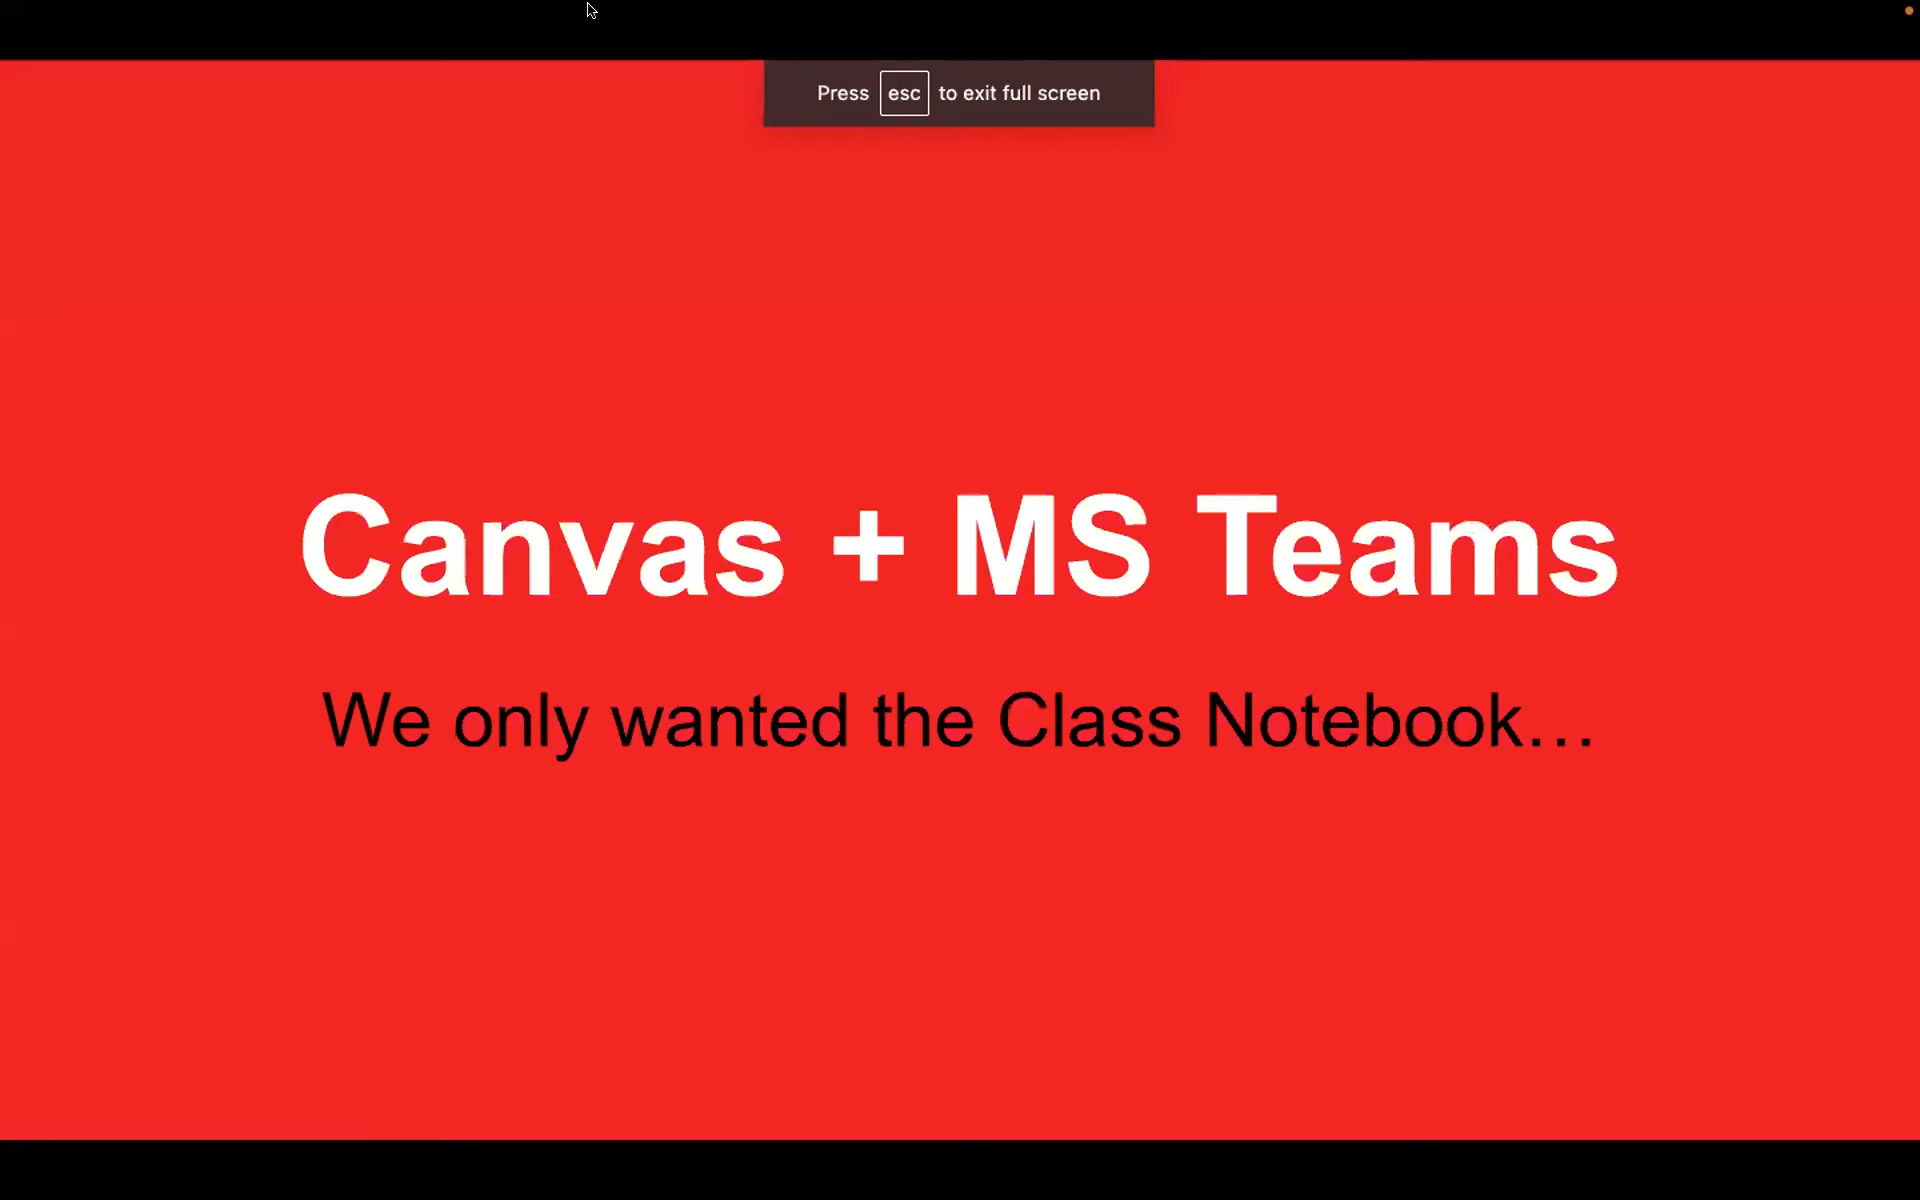 Press esc to exit full screen
Canvas + MS Teams
We only wanted the Class Notebook…